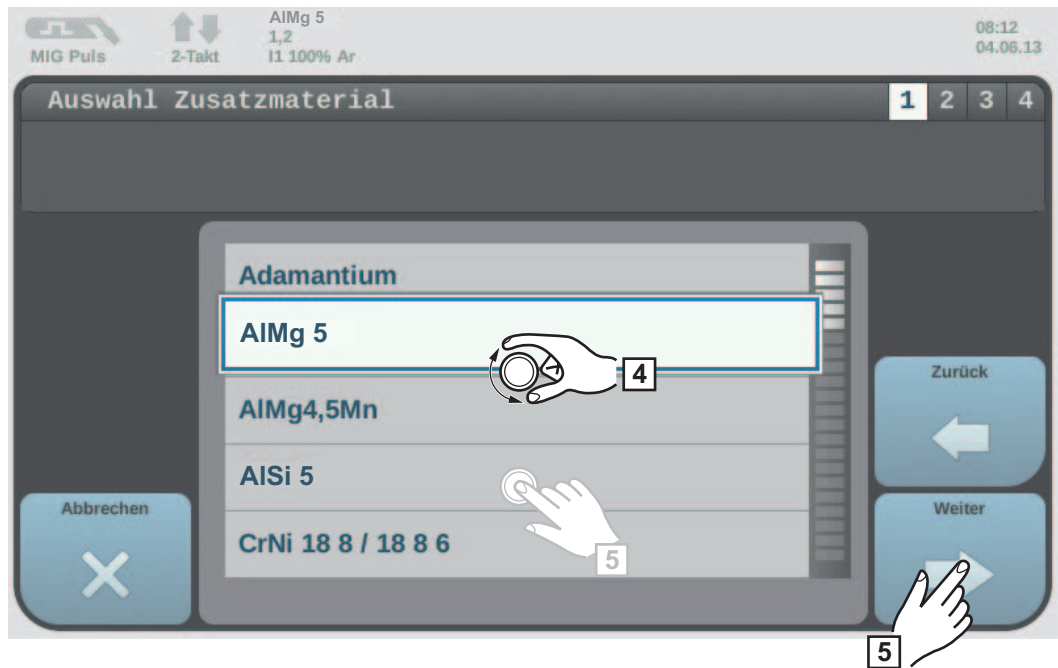 AlMg 5
08:12
1,2
04.06.13
MIG Puls
2-Takt
I1 100% Ar
Auswahl Zusatzmaterial
1 2 3 4
Adamantium
AlMg 5
4
Zurück
AlMg4,5Mn
AlSi 5
Abbrechen
Weiter
CrNi 18 8 / 18 8 6
5
5